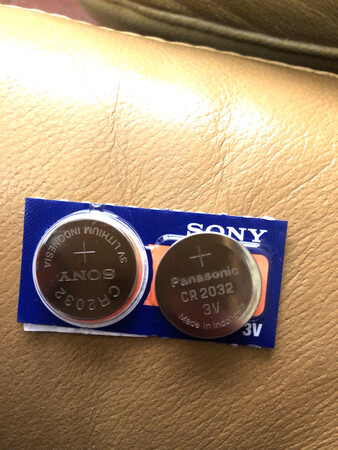 SONY
3V LITHIUM INDONESIA
+
SONY
CR2032
+
Panasonic
CR 2032
3V
Made in Indonesia
3V